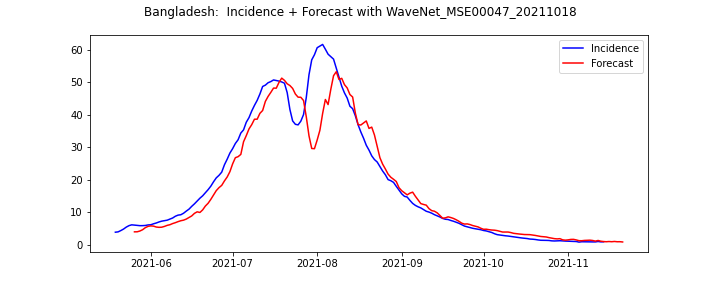 Bangladesh:  Incidence + Forecast with WaveNet_MSE00047_20211018
Incidence
Forecast
60
50
40
30
20
10
0
2021-06 2021-07 2021-08 2021-09 2021-10 2021-11